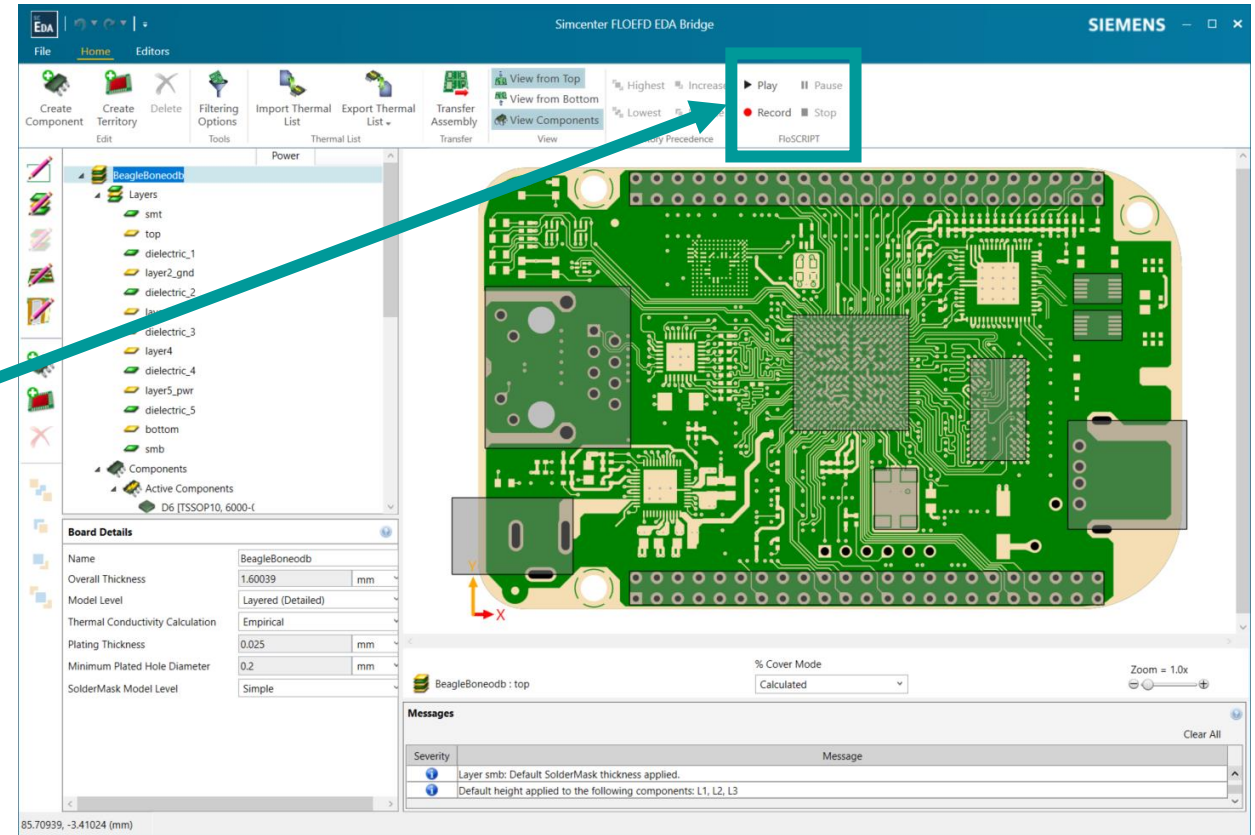 SC
EDA
Simcenter FLOEFD EDA Bridge
SIEMENS
File Home Editors
Create Component
Create Territory
Delete
Edit
Filtering Options
Tools
Import Thermal List
Export Thermal List
Thermal List
Transfer Assembly
Transfer
View from Top
View from Bottom
View Components
View
Highest Increase
Lowest
Precedence
Play Pause
Record Stop
FloSCRIPT
Power
BeagleBoneodb
Layers
smt
top
dielectric_1
layer2_gnd
dielectric_2
dielectric_3
layer4
dielectric_4
layer5_pwr
dielectric_5
bottom
smb
Components
Active Components
D6 [TSSOP10, 6000-(
Board Details
Name BeagleBoneodb
Overall Thickness 1.60039 mm
Model Level Layered (Detailed)
Thermal Conductivity Calculation Empirical
Plating Thickness 0.025 mm
Minimum Plated Hole Diameter 0.2 mm
SolderMask Model Level Simple
Y
X
BeagleBoneodb : top
% Cover Mode
Calculated
Zoom = 1.0x
Messages
Clear All
Severity Message
Layer smb: Default SolderMask thickness applied.
Default height applied to the following components: L1, L2, L3
85.70939, -3.41024 (mm)